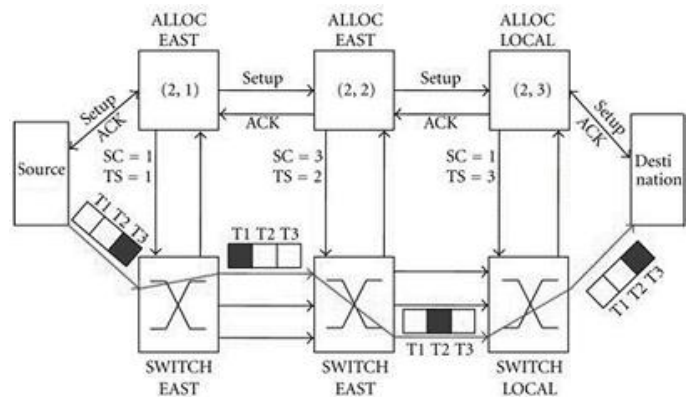 ALLOC
EAST
ALLOC
EAST
ALLOC
LOCAL
(2, 1)
Setup
(2, 2)
Setup
(2, 3)
ACK
ACK
Setup
ACK
Setup
ACK
Source
SC = 1
TS = 1
SC = 3
TS = 2
SC = 1
TS = 3
Desti
nation
T1 T2 T3
T1 T2 T3
T1 T2 T3
T1 T2 T3
SWITCH
EAST
SWITCH
EAST
SWITCH
LOCAL